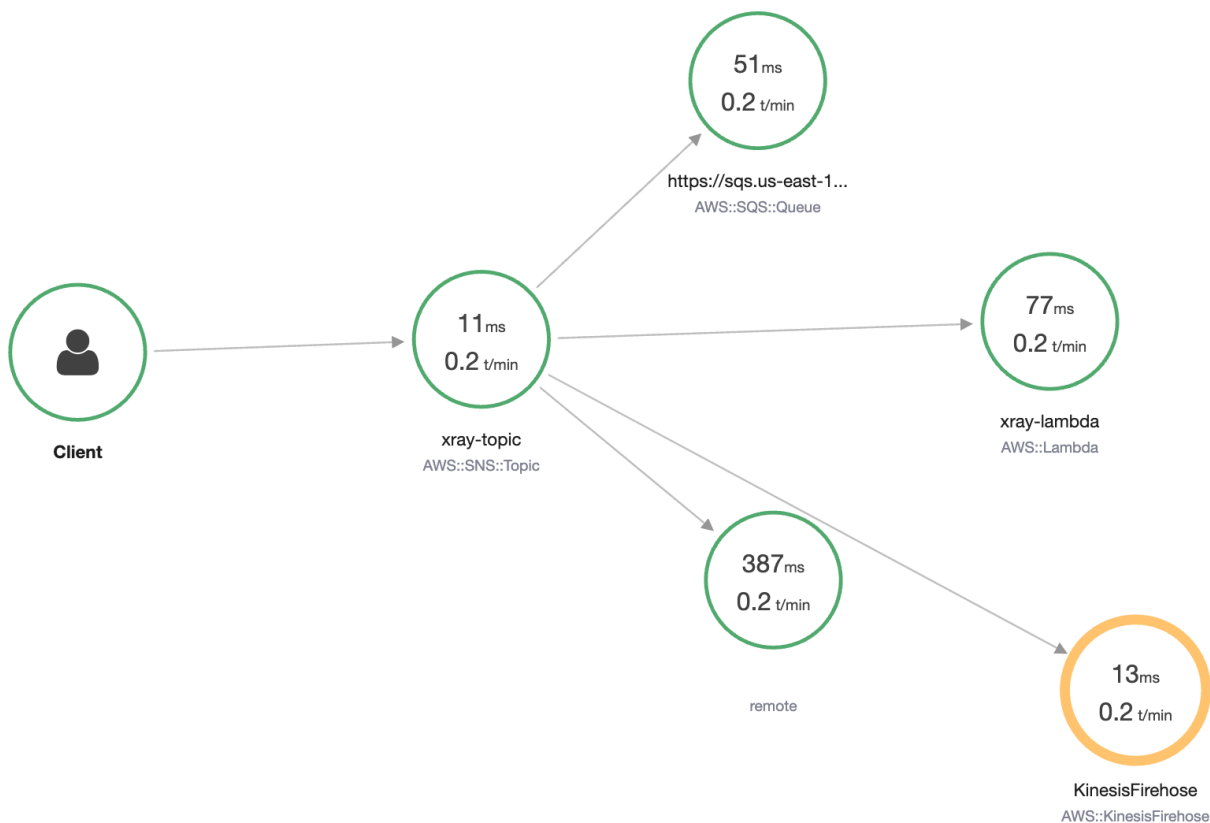 51ms
0.2 t/min
https://sqs.us-east-1...
AWS::SQS::Queue
Client
11ms
0.2 t/min
xray-topic
AWS::SNS::Topic
77ms
0.2 t/min
xray-lambda
AWS::Lambda
387ms
0.2 t/min
remote
13ms
0.2 t/min
KinesisFirehose
AWS::KinesisFirehose